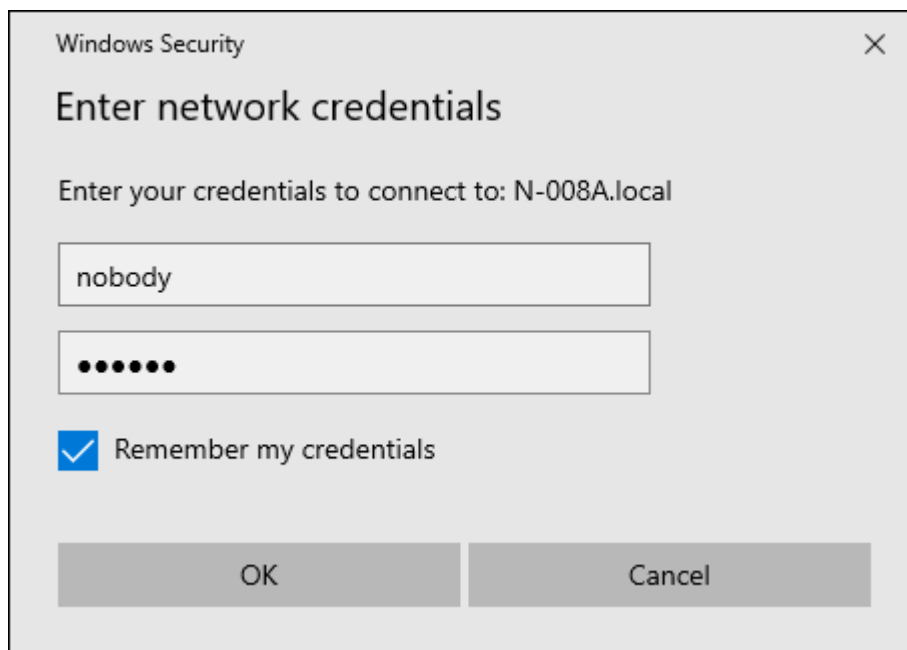 Windows Security
Enter network credentials
Enter your credentials to connect to: N-008A.local
nobody
••••••
Remember my credentials
OK
Cancel